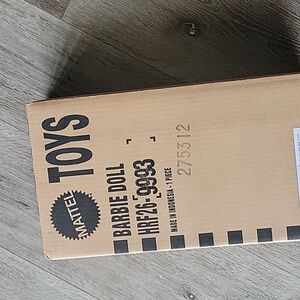 MATTEL TOYS
BARBIE DOLL
HRF26-9993
MADE IN INDONESIA - 1 PIECE
275312